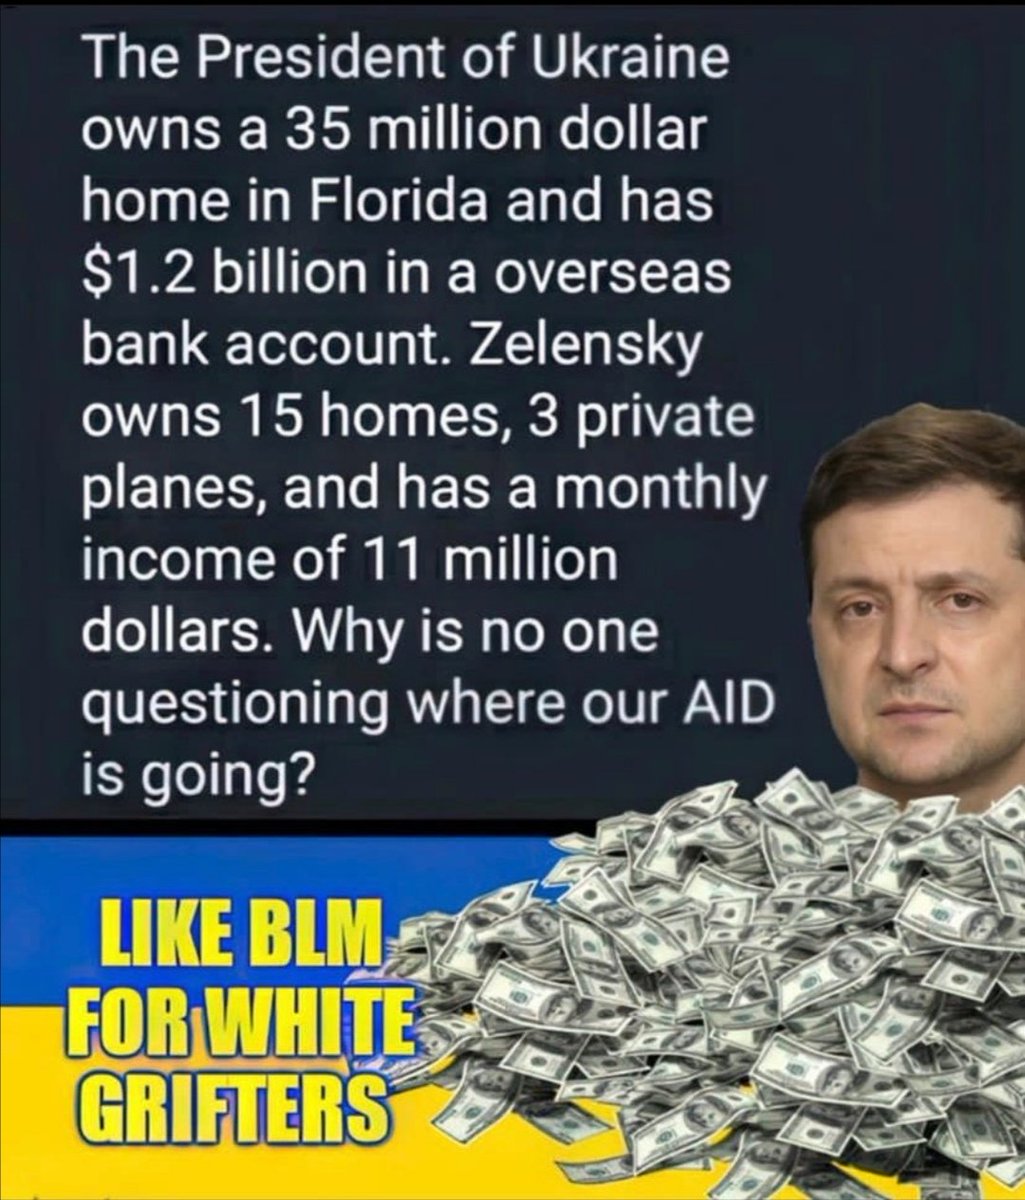 The President of Ukraine
owns a 35 million dollar
home in Florida and has
$1.2 billion in a overseas
bank account. Zelensky
owns 15 homes, 3 private
planes, and has a monthly
income of 11 million
dollars. Why is no one
questioning where our AID
is going?
LIKE BLM
FOR WHITE
GRIFTERS